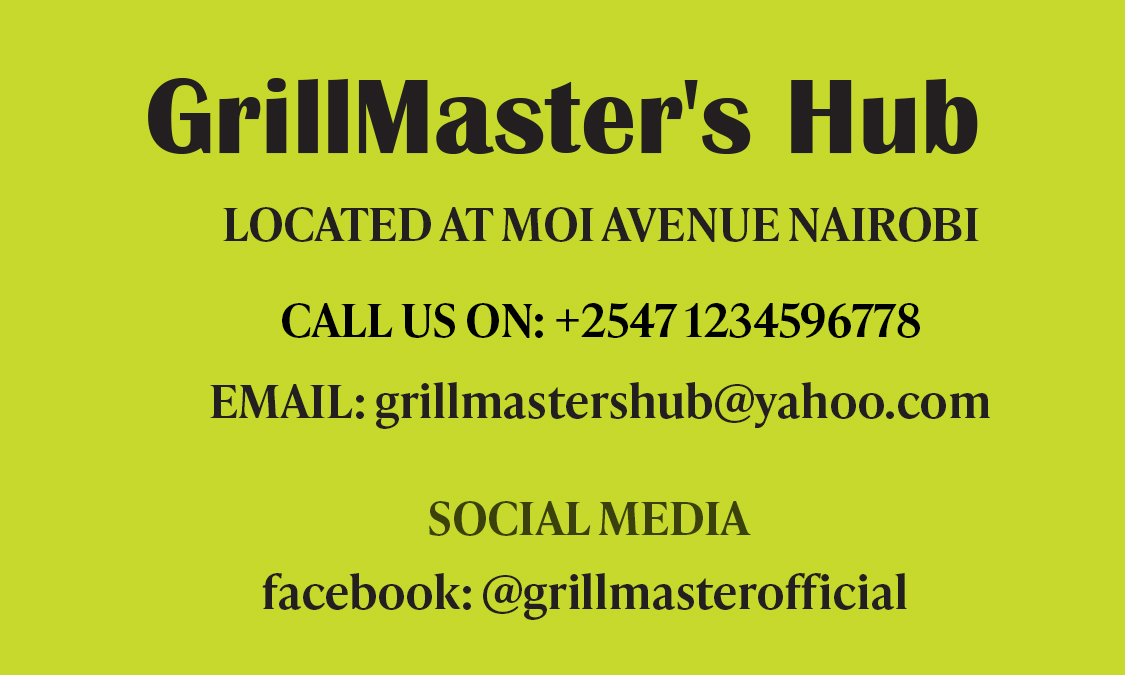 GrillMaster's Hub
LOCATED AT MOI AVENUE NAIROBI
CALL US ON: +2547 1234596778
EMAIL: grillmastershub@yahoo.com
SOCIAL MEDIA
facebook: @grillmasterofficial